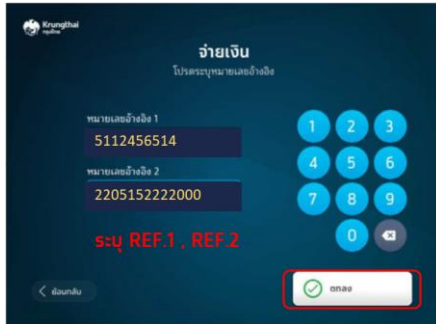 Krungthai
กรุงไทย
จ่ายเงิน
โปรดระบุหมายเลขอ้างอิง
หมายเลขอ้างอิง 1
5112456514
หมายเลขอ้างอิง 2
2205152222000
ระบุ REF.1 , REF.2
1 2 3
4 5 6
7 8 9
0
ย้อนกลับ
ตกลง